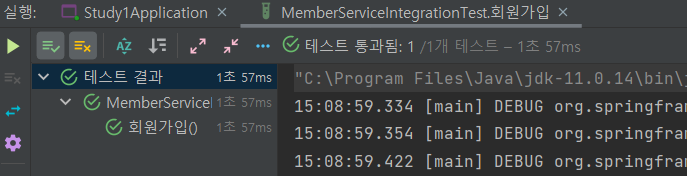 실행: Study1Application MemberServiceIntegrationTest.회원가입
테스트 통과됨: 1 /1개 테스트 – 1초 57ms
테스트 결과 1초 57ms
MemberService 1초 57ms
회원가입() 1초 57ms
"C:\Program Files\Java\jdk-11.0.14\bin\
15:08:59.334 [main] DEBUG org.springfra
15:08:59.354 [main] DEBUG org.springfra
15:08:59.422 [main] DEBUG org.springfra